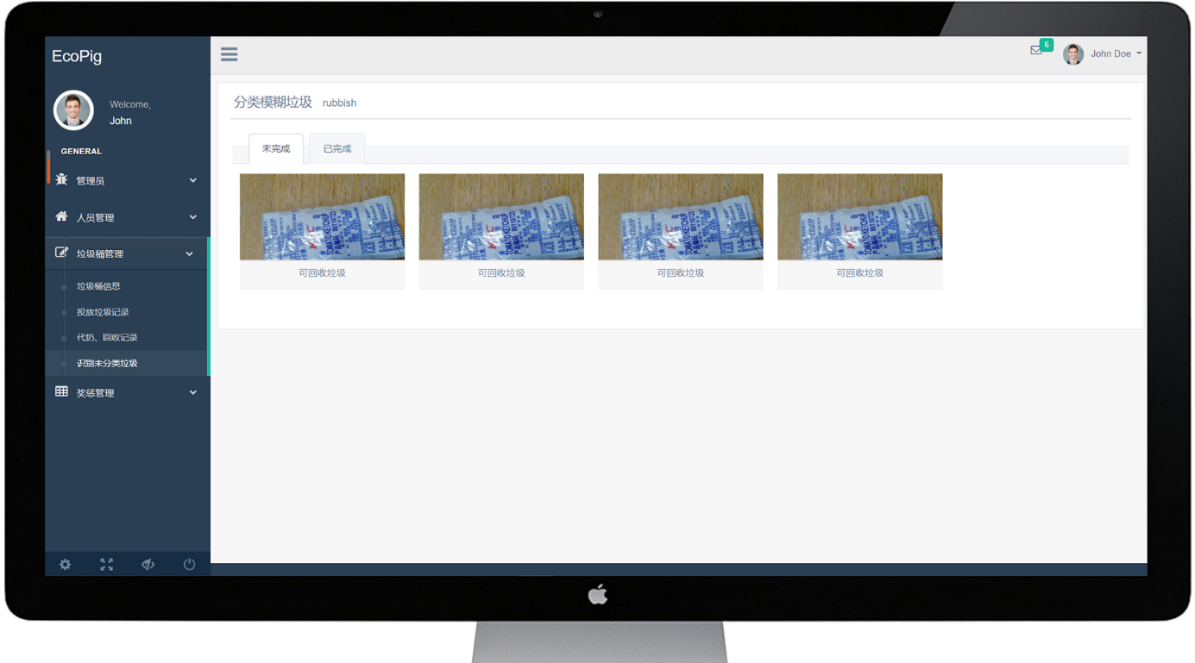 EcoPig
6
John Doe
Welcome,
John
GENERAL
管理员
人员管理
垃圾桶管理
垃圾桶信息
投放垃圾记录
代扔、回收记录
识别未分类垃圾
奖惩管理
分类模糊垃圾 rubbish
未完成 已完成
可回收垃圾 可回收垃圾 可回收垃圾 可回收垃圾